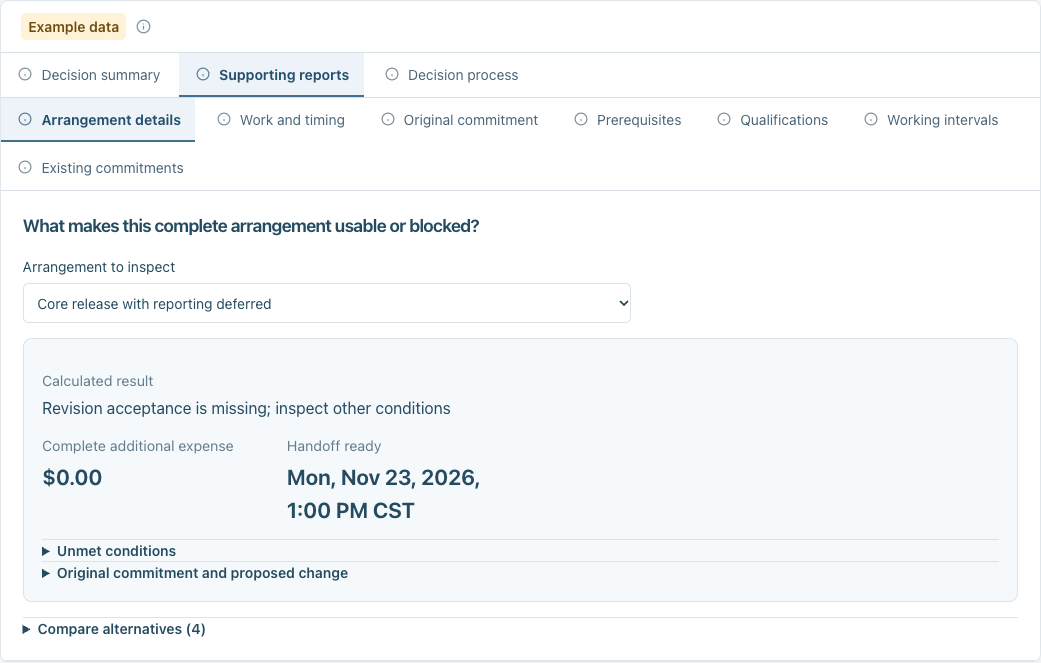 Example data
Decision summary
Supporting reports
Decision process
Arrangement details
Work and timing
Original commitment
Prerequisites
Qualifications
Working intervals
Existing commitments
What makes this complete arrangement usable or blocked?
Arrangement to inspect
Core release with reporting deferred
Calculated result
Revision acceptance is missing; inspect other conditions
Complete additional expense
$0.00
Handoff ready
Mon, Nov 23, 2026,
1:00 PM CST
Unmet conditions
Original commitment and proposed change
Compare alternatives (4)